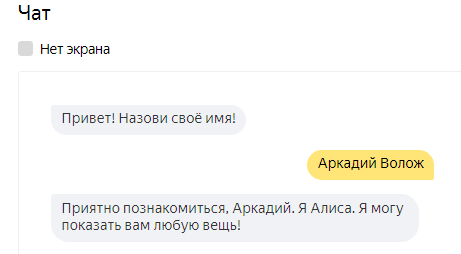 Чат
Нет экрана
Привет! Назови своё имя!
Аркадий Волож
Приятно познакомиться, Аркадий. Я Алиса. Я могу
показать вам любую вещь!